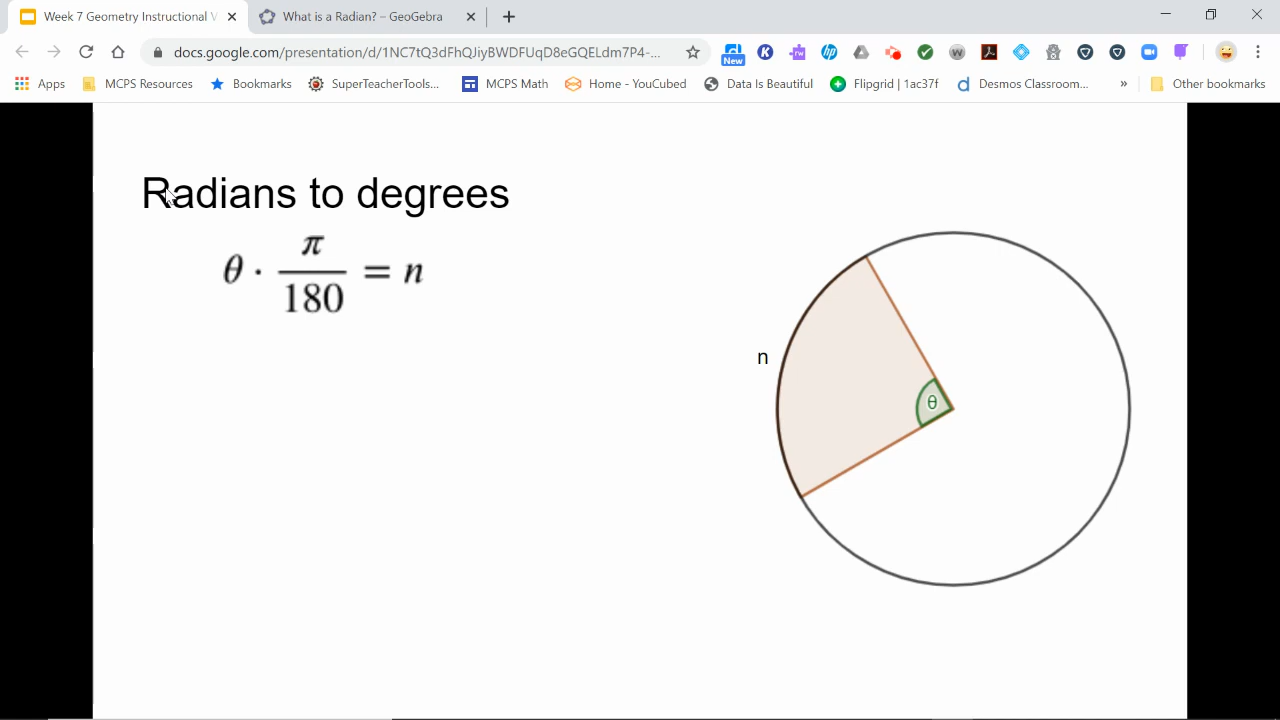 Week 7 Geometry Instructional V
What is a Radian? – GeoGebra
docs.google.com/presentation/d/1NC7tQ3dFhQJiyBWDFUqD8eGQELdm7P4-...
New
Apps
MCPS Resources
Bookmarks
SuperTeacherTools...
MCPS Math
Home - YouCubed
Data Is Beautiful
Flipgrid | 1ac37f
Desmos Classroom...
»
Other bookmarks
Radians to degrees
θ · π/180 = n
n
θ